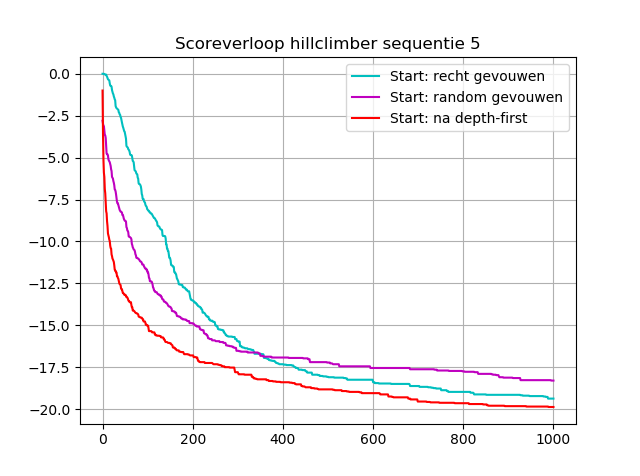 Scoreverloop hillclimber sequentie 5
0.0
−2.5
−5.0
−7.5
−10.0
−12.5
−15.0
−17.5
−20.0
Start: recht gevouwen
Start: random gevouwen
Start: na depth-first
0 200 400 600 800 1000